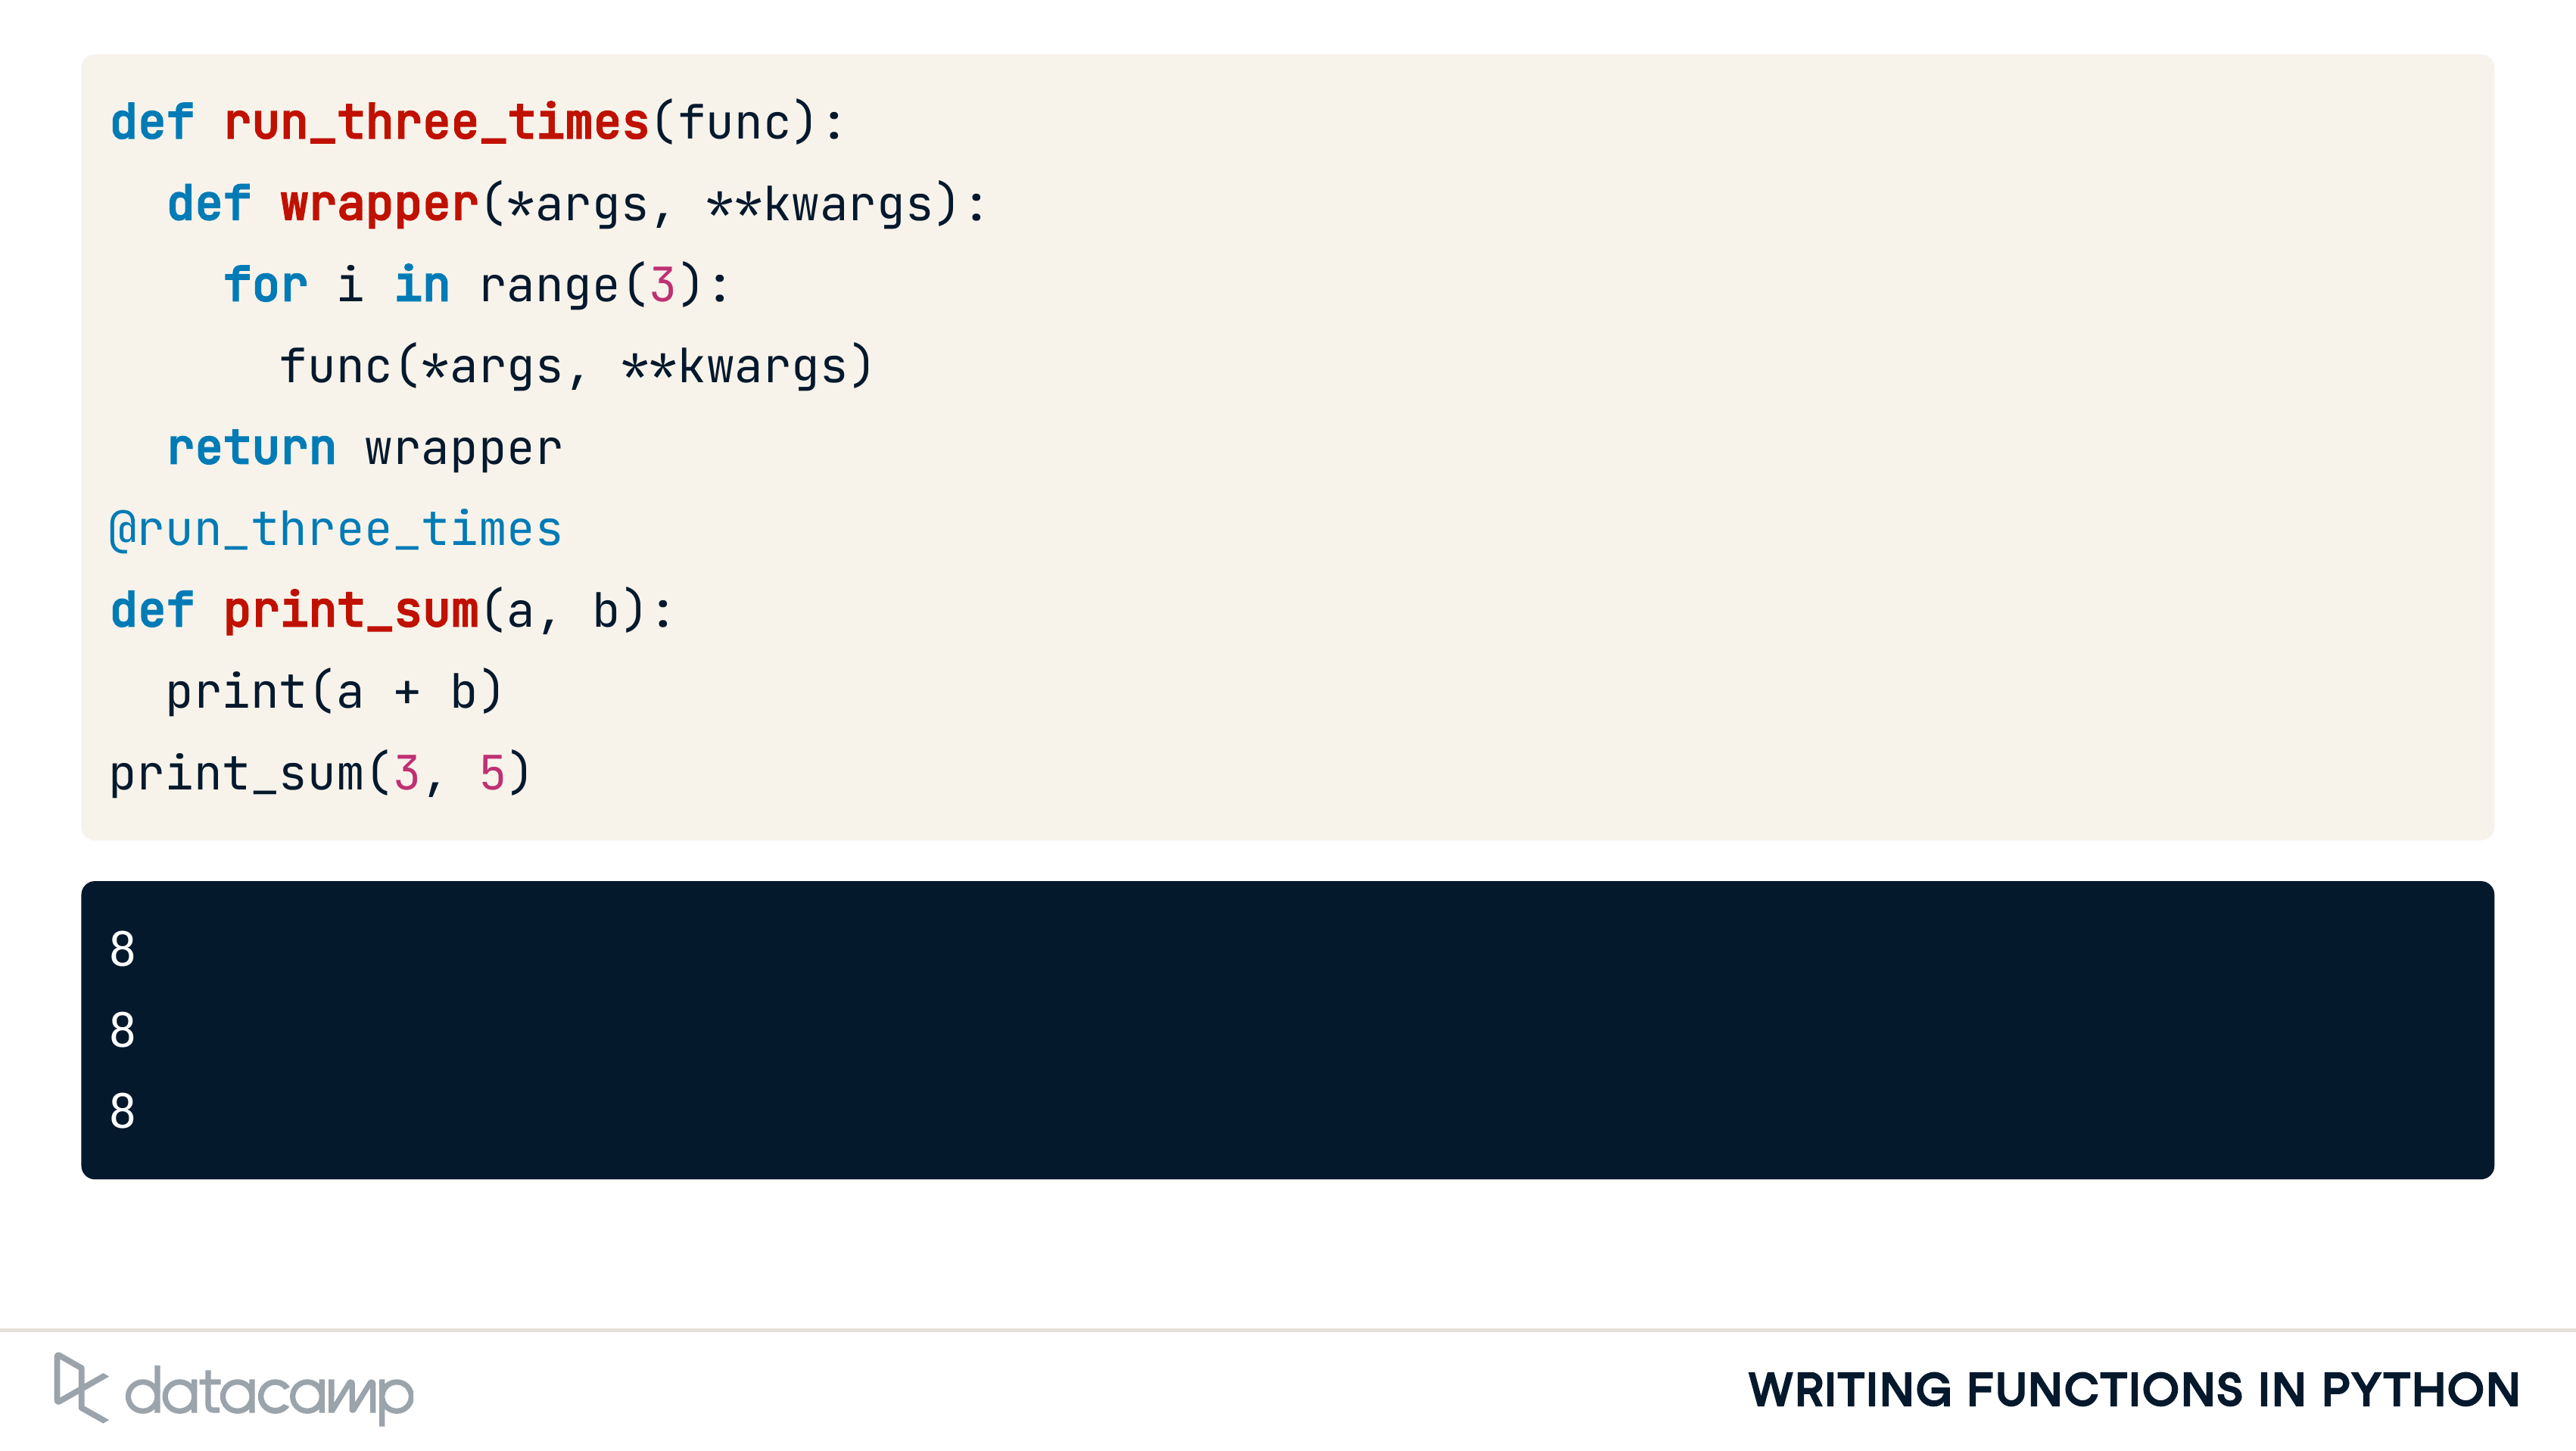 def run_three_times(func):
  def wrapper(*args, **kwargs):
    for i in range(3):
      func(*args, **kwargs)
  return wrapper
@run_three_times
def print_sum(a, b):
  print(a + b)
print_sum(3, 5)
8
8
8
datacamp
WRITING FUNCTIONS IN PYTHON